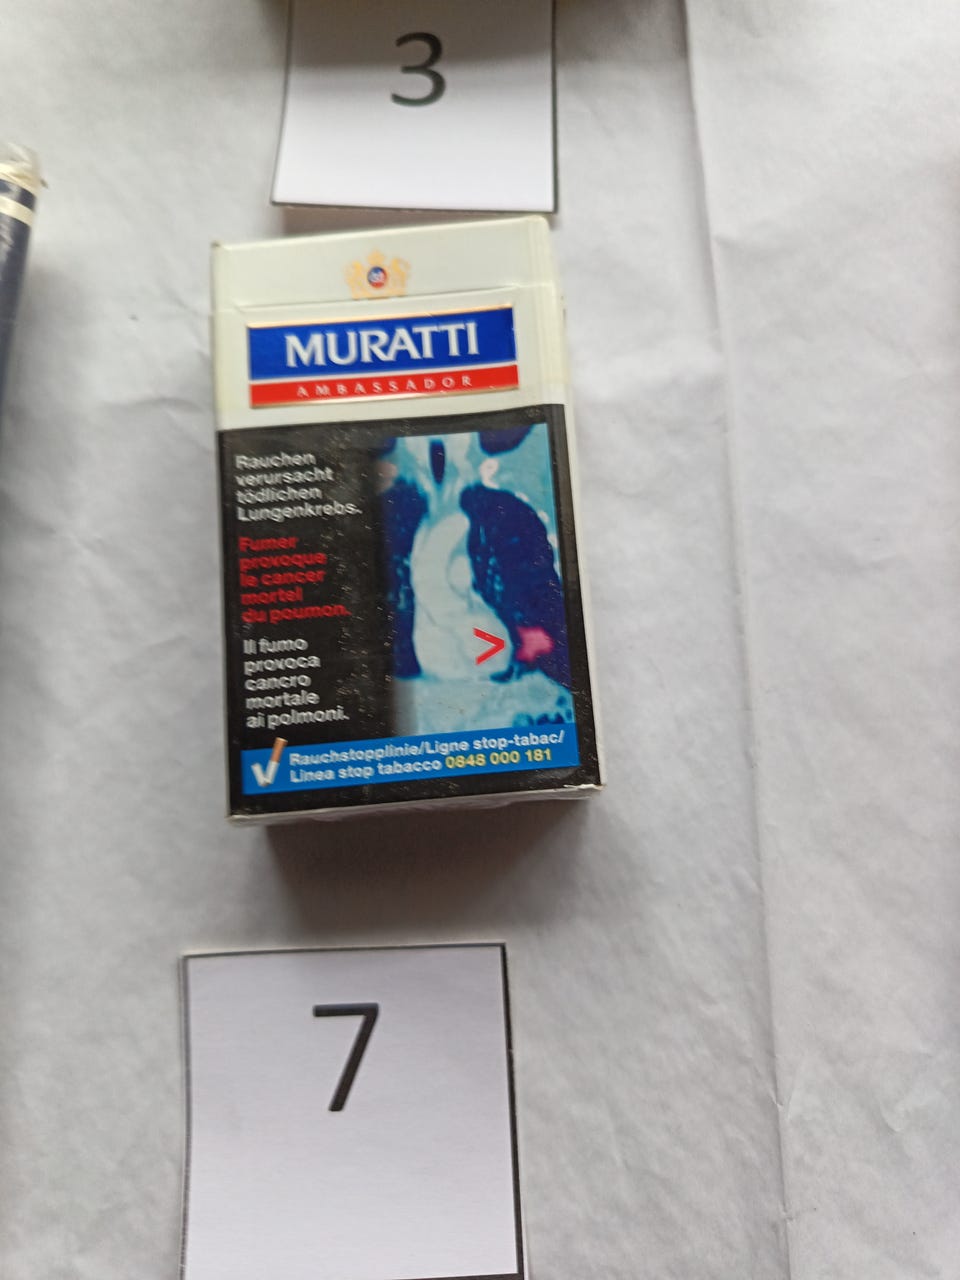 3
MURATTI
AMBASSADOR
Rauchen
verursacht
tödlichen
Lungenkrebs.
Fumer
provoque
le cancer
mortel
du poumon.
Il fumo
provoca
cancro
mortale
ai polmoni.
>
Rauchstopplinie/Ligne stop-tabac/
Linea stop tabacco 0848 000 181
7